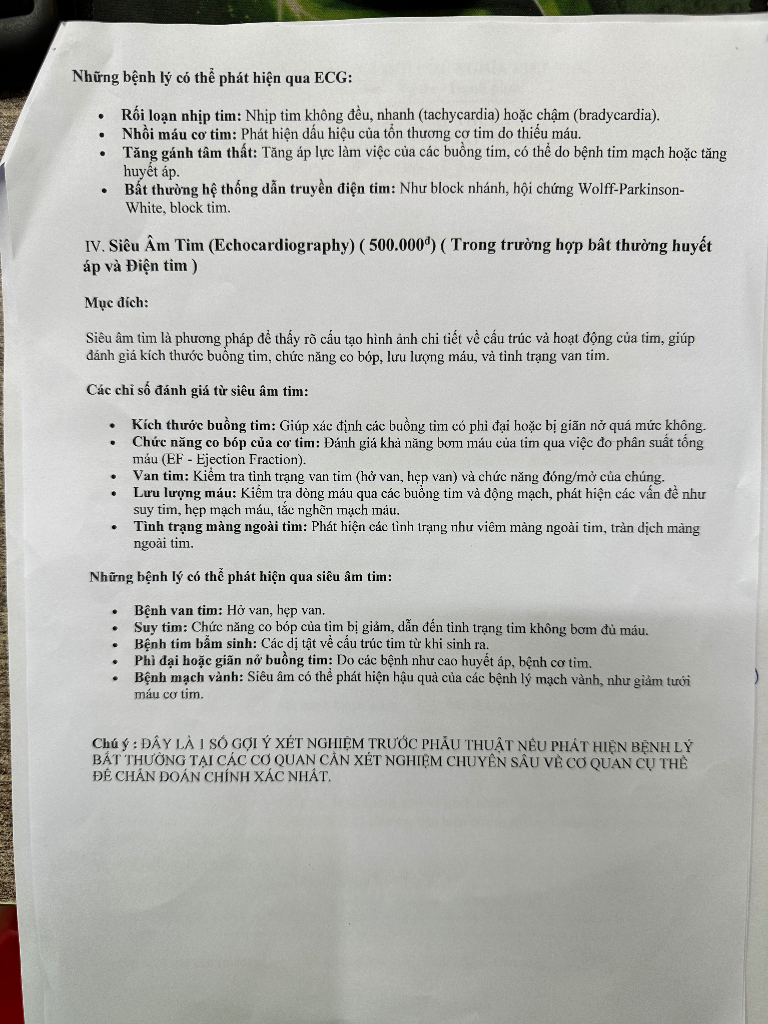 Những bệnh lý có thể phát hiện qua ECG:
• Rối loạn nhịp tim: Nhịp tim không đều, nhanh (tachycardia) hoặc chậm (bradycardia).
• Nhồi máu cơ tim: Phát hiện dấu hiệu của tổn thương cơ tim do thiếu máu.
• Tăng gánh tâm thất: Tăng áp lực làm việc của các buồng tim, có thể do bệnh tim mạch hoặc tăng
huyết áp.
• Bất thường hệ thống dẫn truyền điện tim: Như block nhánh, hội chứng Wolff-Parkinson-
White, block tim.
IV. Siêu Âm Tim (Echocardiography) ( 500.000đ) ( Trong trường hợp bât thường huyết
áp và Điện tim )
Mục đích:
Siêu âm tim là phương pháp để thấy rõ cấu tạo hình ảnh chi tiết về cấu trúc và hoạt động của tim, giúp
đánh giá kích thước buồng tim, chức năng co bóp, lưu lượng máu, và tình trạng van tim.
Các chỉ số đánh giá từ siêu âm tim:
• Kích thước buồng tim: Giúp xác định các buồng tim có phì đại hoặc bị giãn nở quá mức không.
• Chức năng co bóp của cơ tim: Đánh giá khả năng bơm máu của tim qua việc đo phân suất tống
máu (EF - Ejection Fraction).
• Van tim: Kiểm tra tình trạng van tim (hở van, hẹp van) và chức năng đóng/mở của chúng.
• Lưu lượng máu: Kiểm tra dòng máu qua các buồng tim và động mạch, phát hiện các vấn đề như
suy tim, hẹp mạch máu, tắc nghẽn mạch máu.
• Tình trạng màng ngoài tim: Phát hiện các tình trạng như viêm màng ngoài tim, tràn dịch màng
ngoài tim.
Những bệnh lý có thể phát hiện qua siêu âm tim:
• Bệnh van tim: Hở van, hẹp van.
• Suy tim: Chức năng co bóp của tim bị giảm, dẫn đến tình trạng tim không bơm đủ máu.
• Bệnh tim bẩm sinh: Các dị tật về cấu trúc tim từ khi sinh ra.
• Phì đại hoặc giãn nở buồng tim: Do các bệnh như cao huyết áp, bệnh cơ tim.
• Bệnh mạch vành: Siêu âm có thể phát hiện hậu quả của các bệnh lý mạch vành, như giảm tưới
máu cơ tim.
Chú ý : ĐÂY LÀ 1 SỐ GỢI Ý XÉT NGHIỆM TRƯỚC PHẪU THUẬT NẾU PHÁT HIỆN BỆNH LÝ
BẤT THƯỜNG TẠI CÁC CƠ QUAN CẦN XÉT NGHIỆM CHUYÊN SÂU VỀ CƠ QUAN CỤ THỂ
ĐỂ CHẨN ĐOÁN CHÍNH XÁC NHẤT.